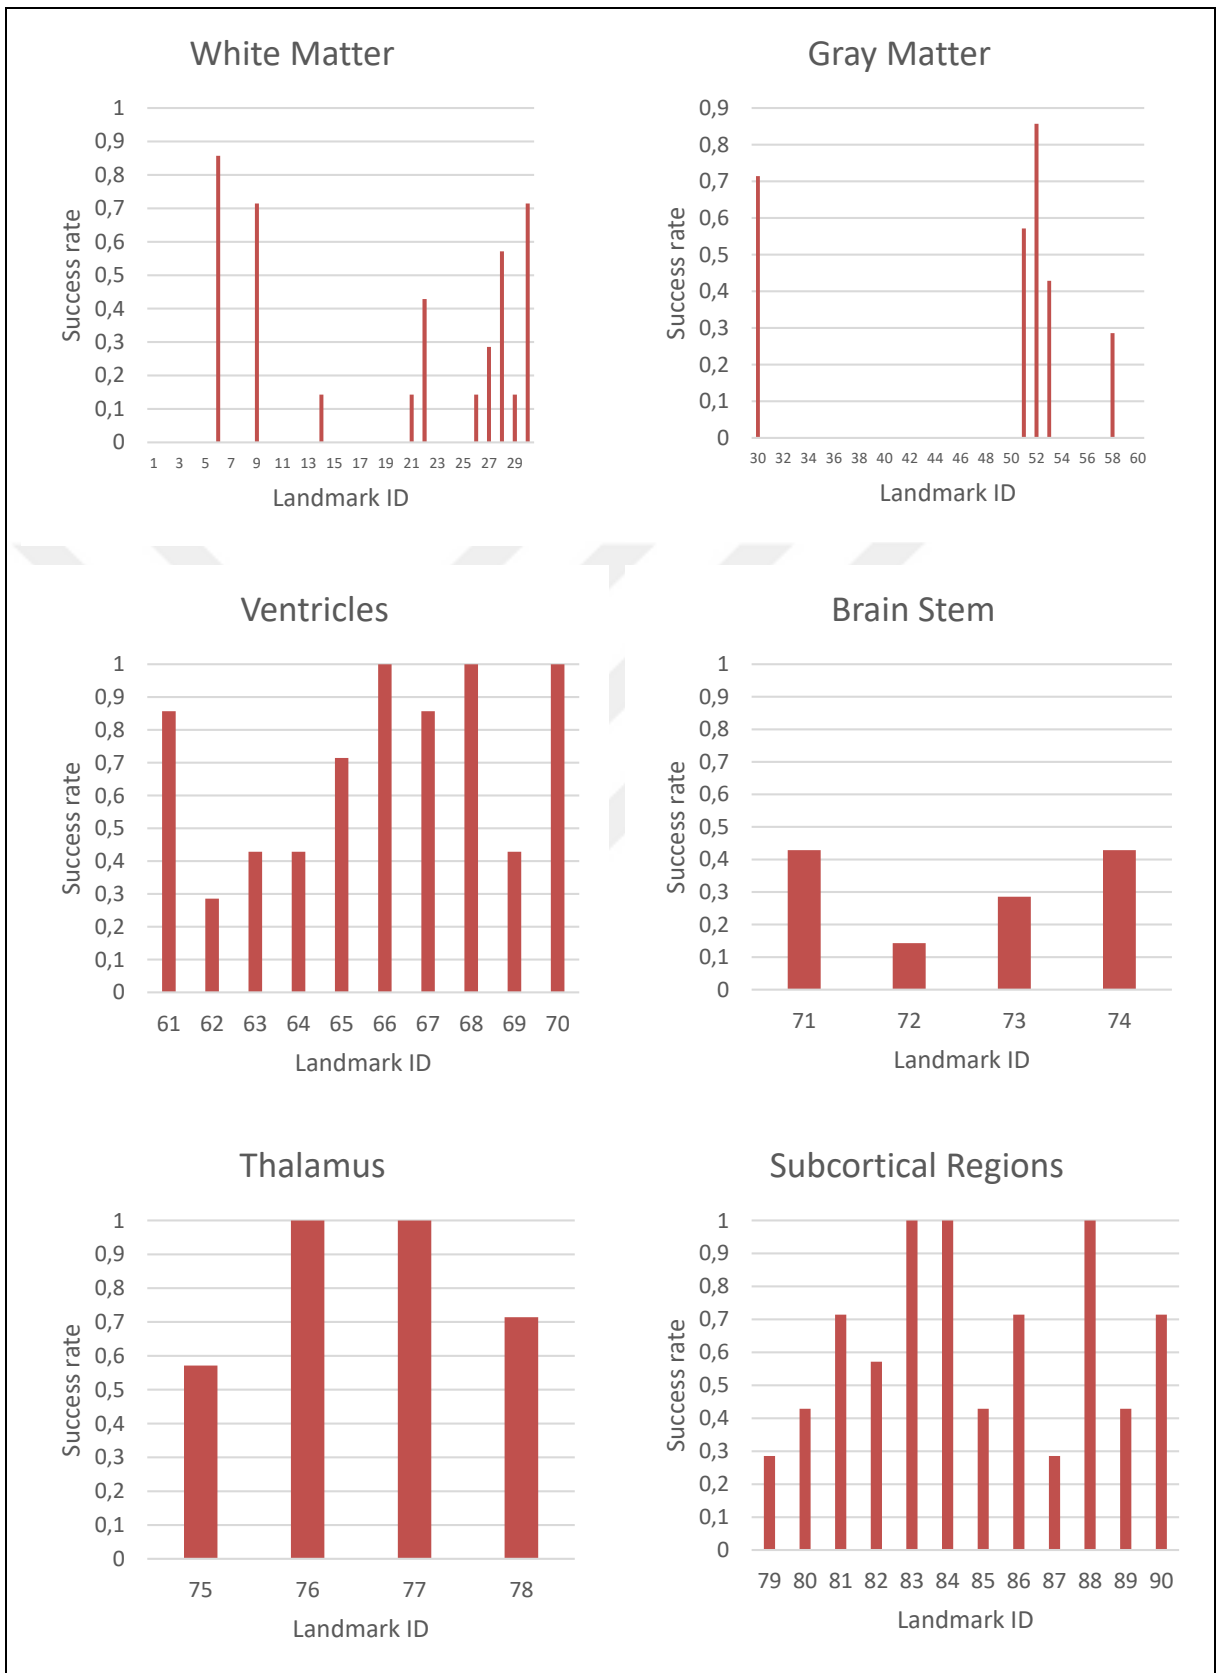 White Matter
Success rate
1
0,9
0,8
0,7
0,6
0,5
0,4
0,3
0,2
0,1
0
1 3 5 7 9 11 13 15 17 19 21 23 25 27 29
Landmark ID
Gray Matter
Success rate
0,9
0,8
0,7
0,6
0,5
0,4
0,3
0,2
0,1
0
30 32 34 36 38 40 42 44 46 48 50 52 54 56 58 60
Landmark ID
Ventricles
Success rate
1
0,9
0,8
0,7
0,6
0,5
0,4
0,3
0,2
0,1
0
61 62 63 64 65 66 67 68 69 70
Landmark ID
Brain Stem
Success rate
1
0,9
0,8
0,7
0,6
0,5
0,4
0,3
0,2
0,1
0
71 72 73 74
Landmark ID
Thalamus
Success rate
1
0,9
0,8
0,7
0,6
0,5
0,4
0,3
0,2
0,1
0
75 76 77 78
Landmark ID
Subcortical Regions
Success rate
1
0,9
0,8
0,7
0,6
0,5
0,4
0,3
0,2
0,1
0
79 80 81 82 83 84 85 86 87 88 89 90
Landmark ID